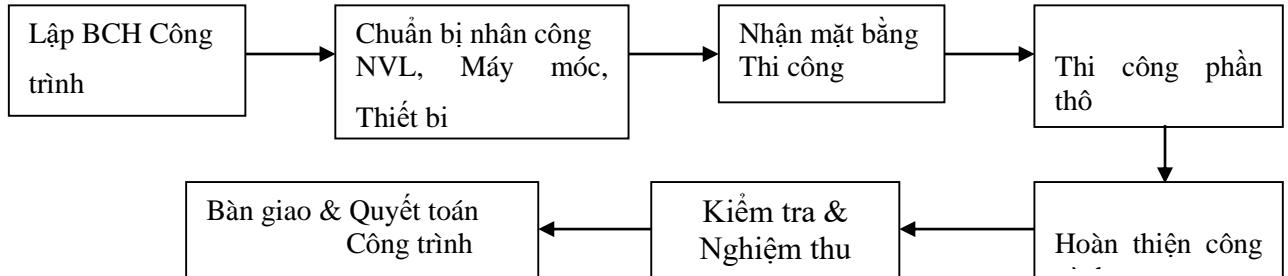 Lập BCH Công
trình
Chuẩn bị nhân công
NVL, Máy móc,
Thiết bi
Nhận mặt bằng
Thi công
Thi công phần
thô
Hoàn thiện công
Kiểm tra &
Nghiệm thu
Bàn giao & Quyết toán
Công trình